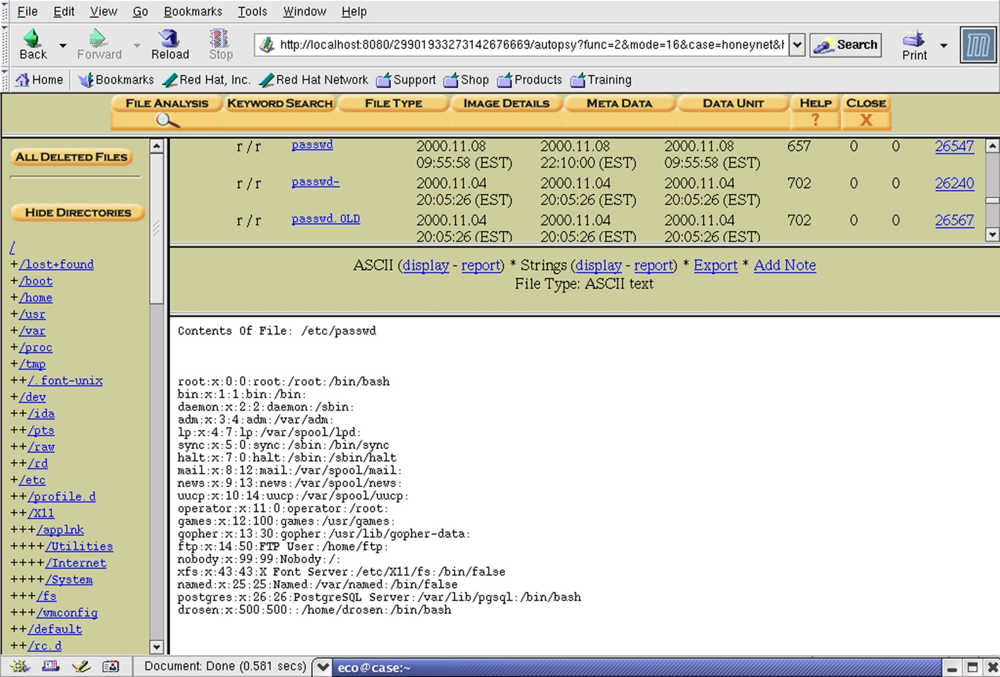 File Edit View Go Bookmarks Tools Window Help
Back Forward Reload Stop http://localhost:8080/29901933273142676669/autopsy?func=2&mode=16&case=honeynet& Search Print
Home Bookmarks Red Hat, Inc. Red Hat Network Support Shop Products Training
FILE ANALYSIS KEYWORD SEARCH FILE TYPE IMAGE DETAILS META DATA DATA UNIT HELP CLOSE
? X
ALL DELETED FILES
HIDE DIRECTORIES
/
+/lost+found
+/boot
+/home
+/usr
+/var
+/proc
+/tmp
++/.font-unix
+/dev
++/ida
++/pts
++/raw
++/rd
+/etc
++/profile.d
++/X11
+++/applnk
++++/Utilities
++++/Internet
++++/System
+++/fs
+++/wmconfig
++/default
++/rc.d
r / r passwd 2000.11.08 2000.11.08 2000.11.08 657 0 0 26547
09:55:58 (EST) 22:10:00 (EST) 09:55:58 (EST)
r / r passwd- 2000.11.04 2000.11.04 2000.11.04 702 0 0 26240
20:05:26 (EST) 20:05:26 (EST) 20:05:26 (EST)
r / r passwd.OLD 2000.11.04 2000.11.04 2000.11.04 702 0 0 26567
20:05:26 (EST) 20:05:26 (EST) 20:05:26 (EST)
ASCII (display - report) * Strings (display - report) * Export * Add Note
File Type: ASCII text
Contents Of File: /etc/passwd
root:x:0:0:root:/root:/bin/bash
bin:x:1:1:bin:/bin:
daemon:x:2:2:daemon:/sbin:
adm:x:3:4:adm:/var/adm:
lp:x:4:7:lp:/var/spool/lpd:
sync:x:5:0:sync:/sbin:/bin/sync
halt:x:7:0:halt:/sbin:/sbin/halt
mail:x:8:12:mail:/var/spool/mail:
news:x:9:13:news:/var/spool/news:
uucp:x:10:14:uucp:/var/spool/uucp:
operator:x:11:0:operator:/root:
games:x:12:100:games:/usr/games:
gopher:x:13:30:gopher:/usr/lib/gopher-data:
ftp:x:14:50:FTP User:/home/ftp:
nobody:x:99:99:Nobody:/:
xfs:x:43:43:X Font Server:/etc/X11/fs:/bin/false
named:x:25:25:Named:/var/named:/bin/false
postgres:x:26:26:PostgreSQL Server:/var/lib/pgsql:/bin/bash
drosen:x:500:500::/home/drosen:/bin/bash
Document: Done (0.581 secs) eco@case:~